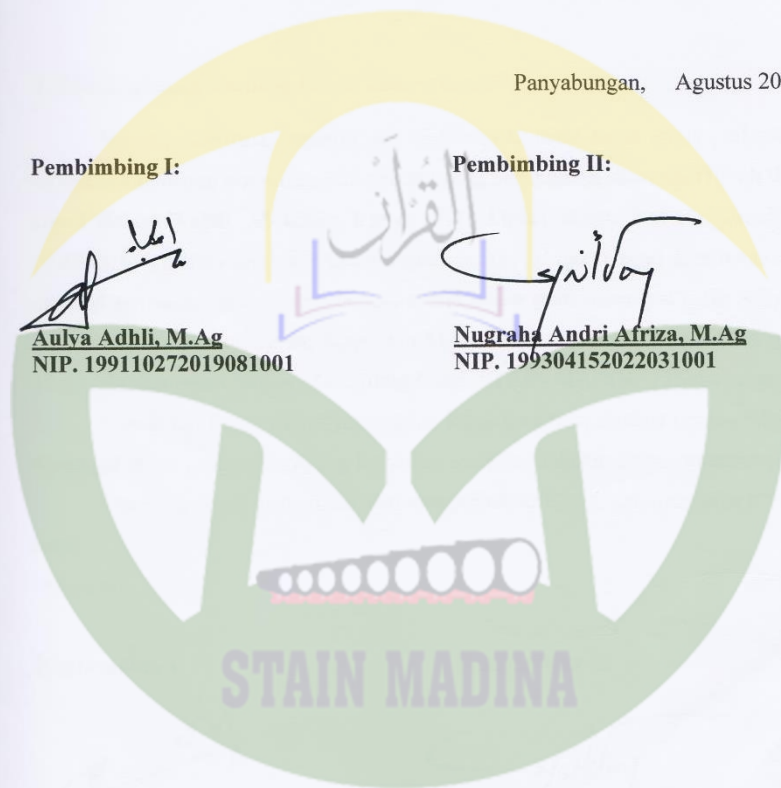 Panyabungan, Agustus 20
Pembimbing I:
Pembimbing II:
Aulya Adhli, M.Ag
NIP. 199110272019081001
Nugraha Andri Afriza, M.Ag
NIP. 199304152022031001
القرآن
STAIN MADINA